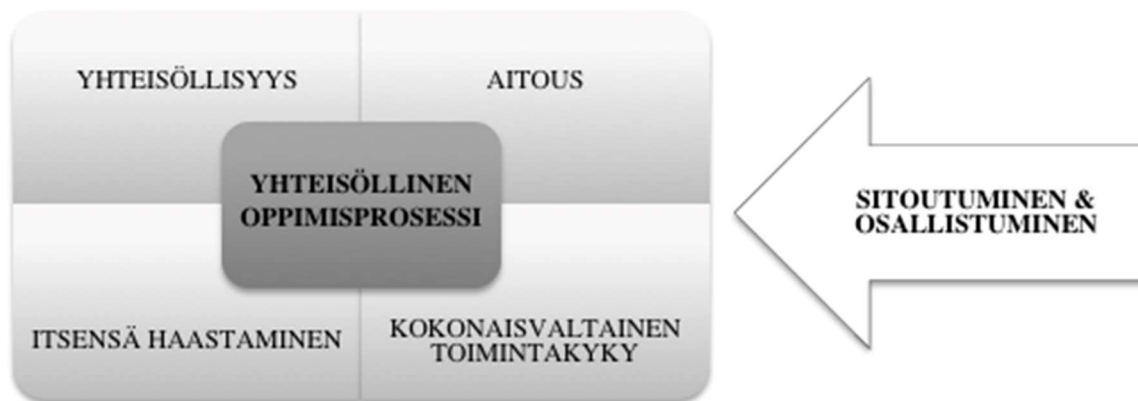 YHTEISÖLLISYYS
AITOUS
YHTEISÖLLINEN
OPPIMISPROSESSI
SITOUTUMINEN &
OSALLISTUMINEN
ITSENSÄ HAASTAMINEN
KOKONAISVALTAINEN
TOIMINTAKYKY